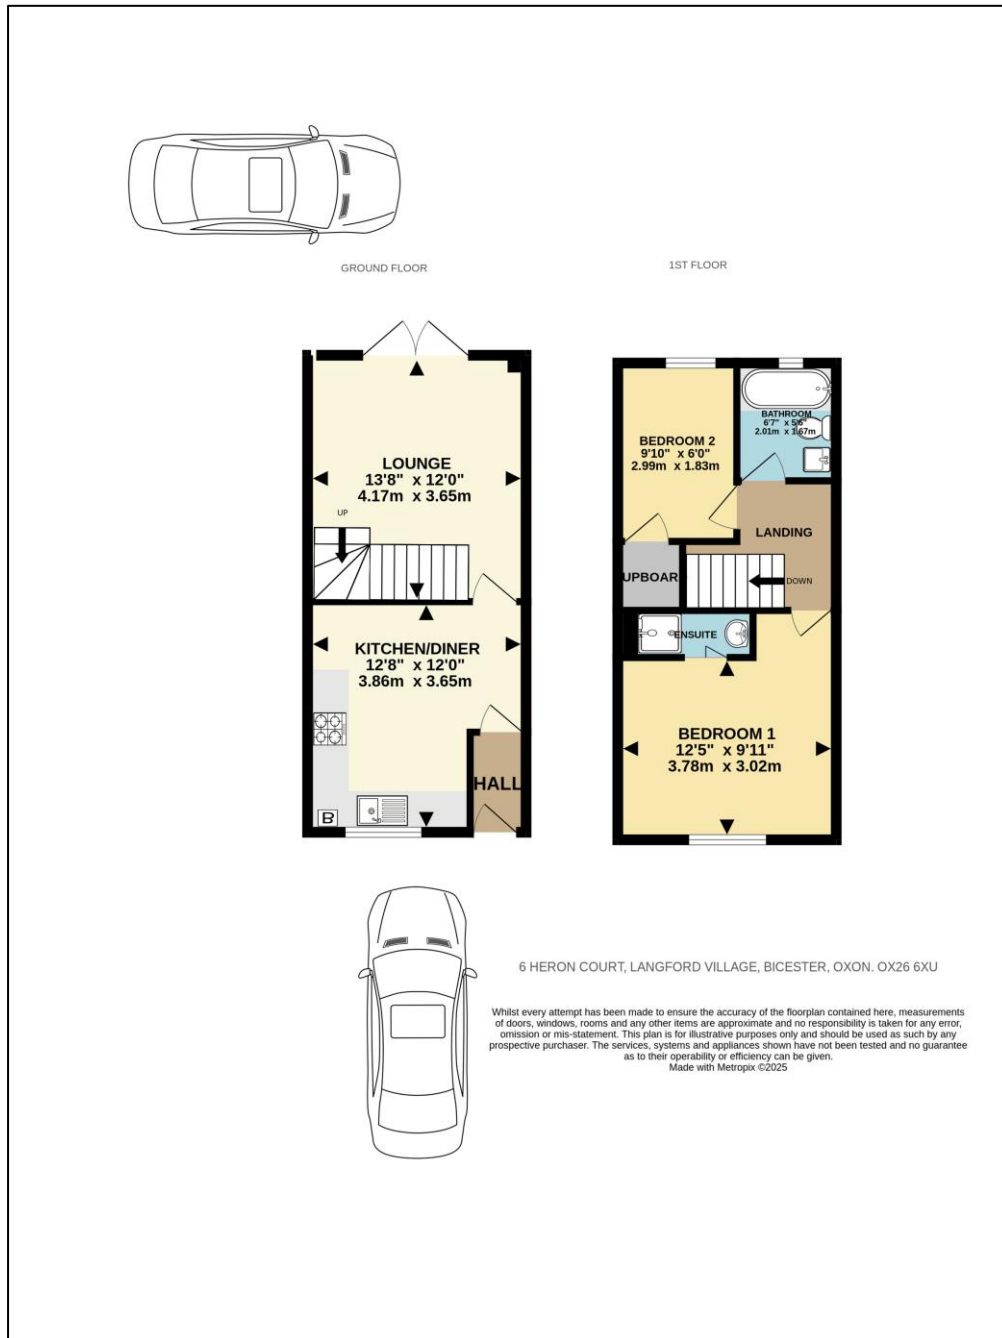 GROUND FLOOR
1ST FLOOR
LOUNGE
13'8" x 12'0"
4.17m x 3.65m
UP
KITCHEN/DINER
12'8" x 12'0"
3.86m x 3.65m
HALL
B
BEDROOM 2
9'10" x 6'0"
2.99m x 1.83m
BATHROOM
6'7" x 5'6"
2.01m x 1.67m
LANDING
UPBOAR
DOWN
ENSUITE
BEDROOM 1
12'5" x 9'11"
3.78m x 3.02m
6 HERON COURT, LANGFORD VILLAGE, BICESTER, OXON. OX26 6XU
Whilst every attempt has been made to ensure the accuracy of the floorplan contained here, measurements
of doors, windows, rooms and any other items are approximate and no responsibility is taken for any error,
omission or mis-statement. This plan is for illustrative purposes only and should be used as such by any
prospective purchaser. The services, systems and appliances shown have not been tested and no guarantee
as to their operability or efficiency can be given.
Made with Metropix ©2025